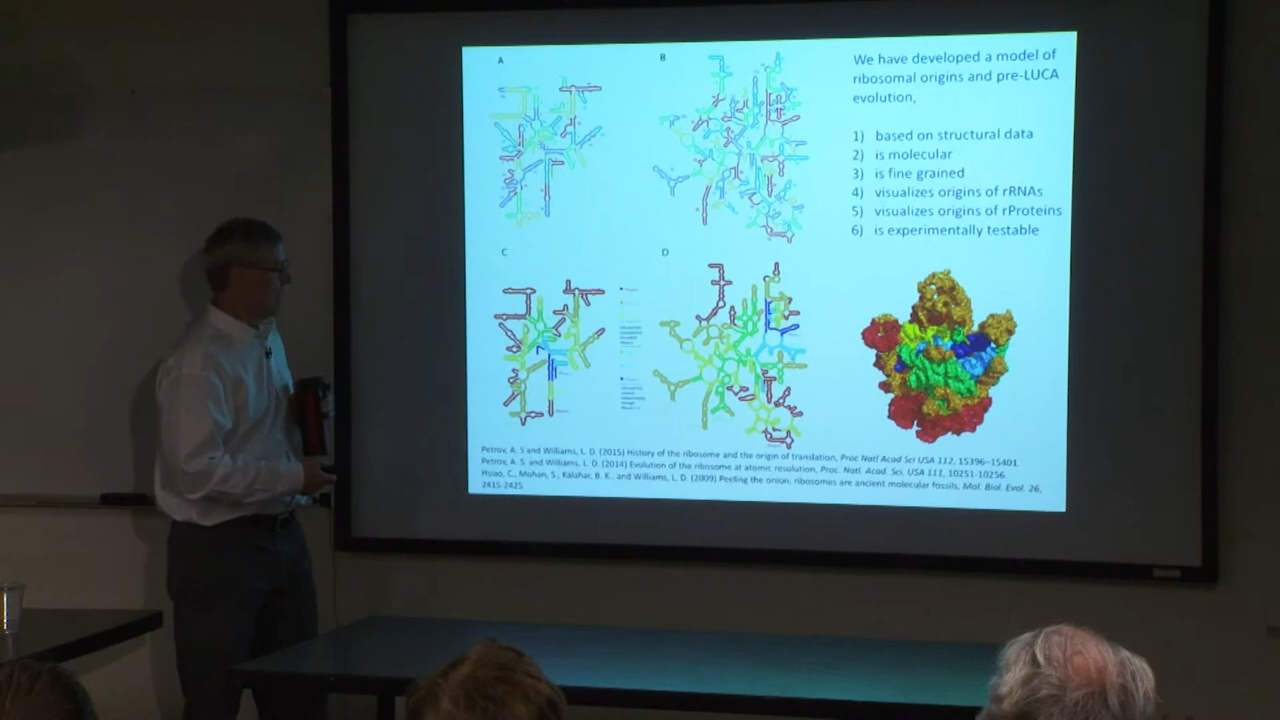 A
B
We have developed a model of
ribosomal origins and pre-LUCA
evolution,
1) based on structural data
2) is molecular
3) is fine grained
4) visualizes origins of rRNAs
5) visualizes origins of rProteins
6) is experimentally testable
C
D
Petrov, A. S and Williams, L. D. (2015) History of the ribosome and the origin of translation, Proc Natl Acad Sci USA 112, 15396–15401.
Petrov, A. S. and Williams, L. D. (2014) Evolution of the ribosome at atomic resolution, Proc. Natl. Acad. Sci. USA 111, 10251-10256.
Hsiao, C., Mohan, S., Kalahar, B. K., and Williams, L. D. (2009) Peeling the onion: ribosomes are ancient molecular fossils, Mol. Biol. Evol. 26,
2415-2425.